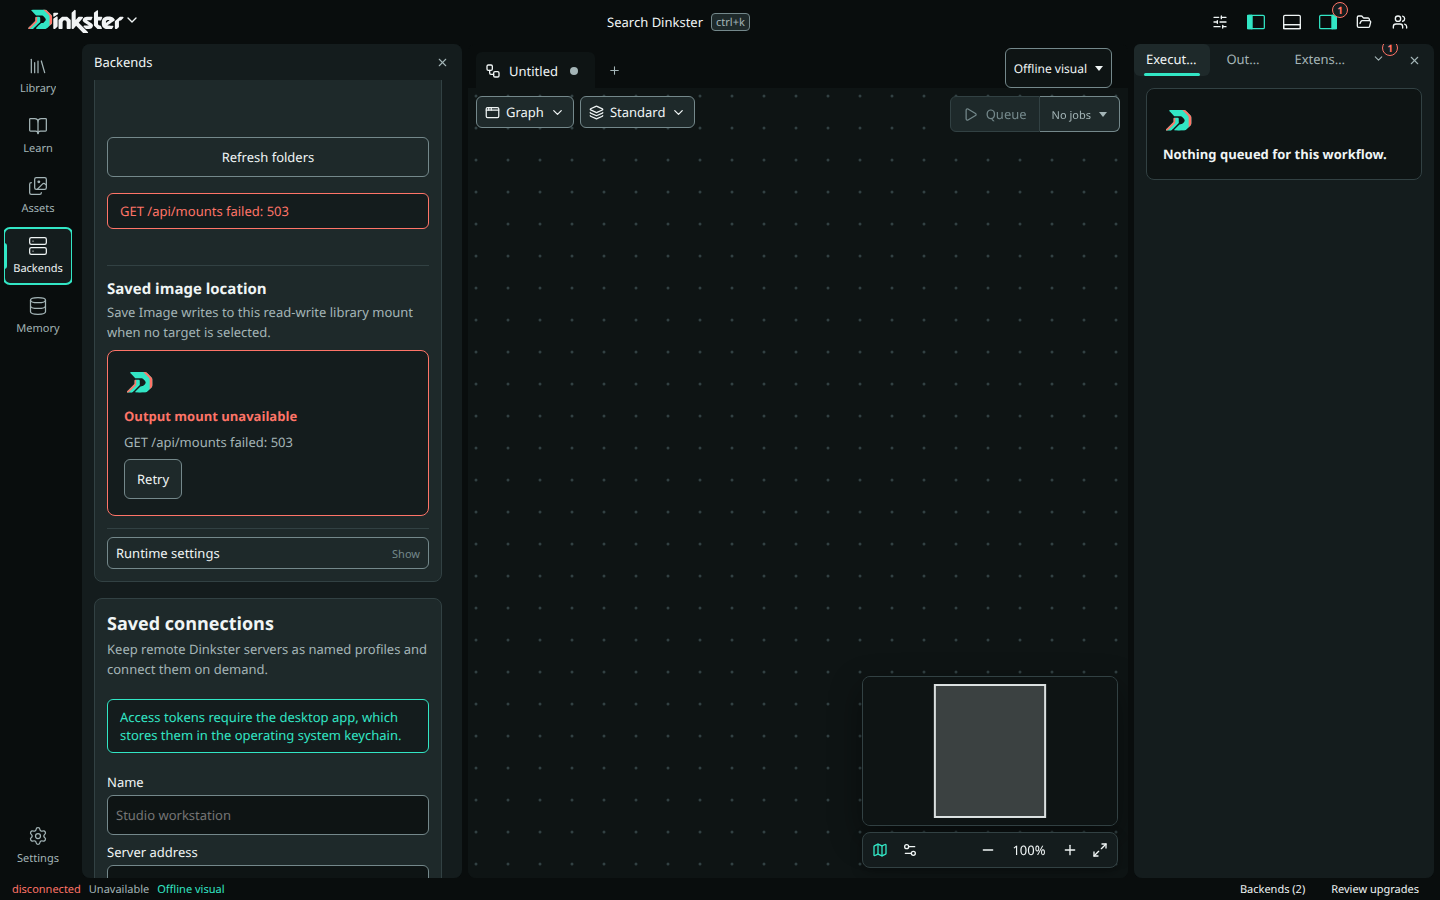 Dinkster
Search Dinkster ctrl+k
1
Library
Learn
Assets
Backends
Memory
Settings
Backends
Refresh folders
GET /api/mounts failed: 503
Saved image location
Save Image writes to this read-write library mount
when no target is selected.
Output mount unavailable
GET /api/mounts failed: 503
Retry
Runtime settings Show
Saved connections
Keep remote Dinkster servers as named profiles and
connect them on demand.
Access tokens require the desktop app, which
stores them in the operating system keychain.
Name
Studio workstation
Server address
Untitled
Offline visual
Graph
Standard
Queue
No jobs
100%
Execut...
Out...
Extens...
1
Nothing queued for this workflow.
disconnected Unavailable Offline visual
Backends (2) Review upgrades